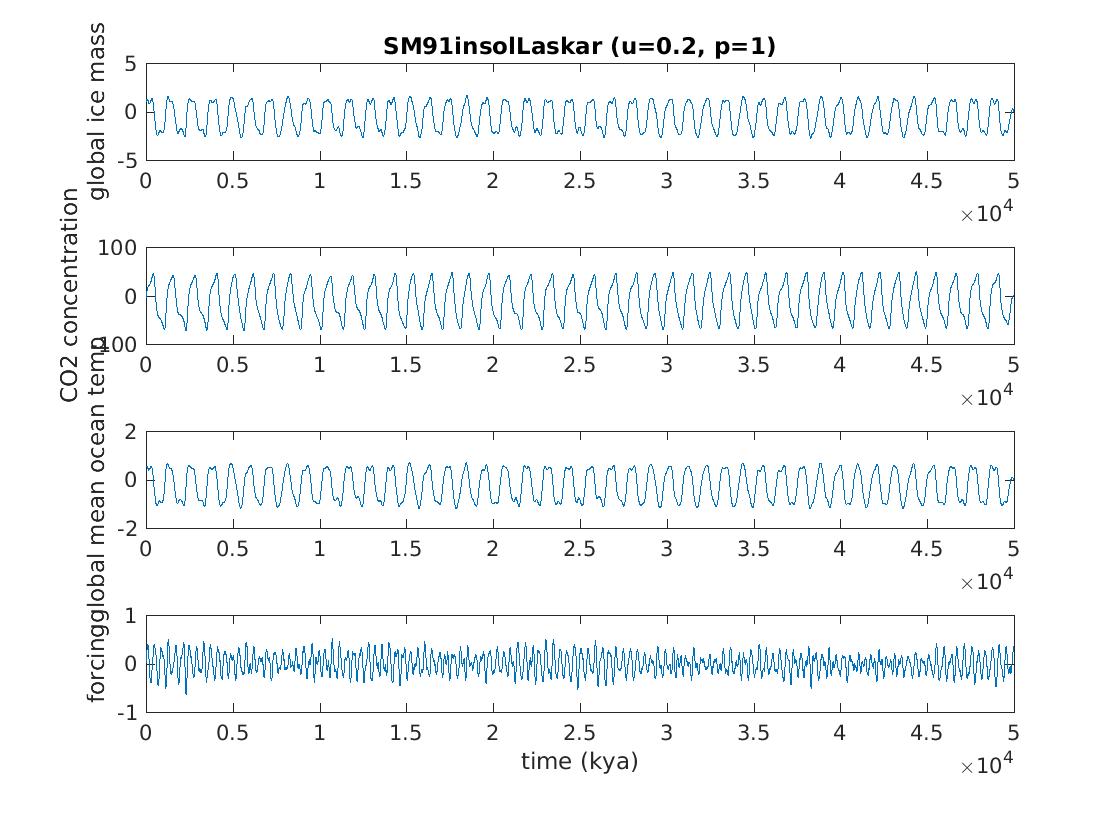 SM91insolLaskar (u=0.2, p=1)
global ice mass
5
0
-5
0 0.5 1 1.5 2 2.5 3 3.5 4 4.5 5
×10^4
CO2 concentration
100
0
-100
0 0.5 1 1.5 2 2.5 3 3.5 4 4.5 5
×10^4
global mean ocean temp
2
0
-2
0 0.5 1 1.5 2 2.5 3 3.5 4 4.5 5
×10^4
forcing
1
0
-1
0 0.5 1 1.5 2 2.5 3 3.5 4 4.5 5
time (kya)
×10^4